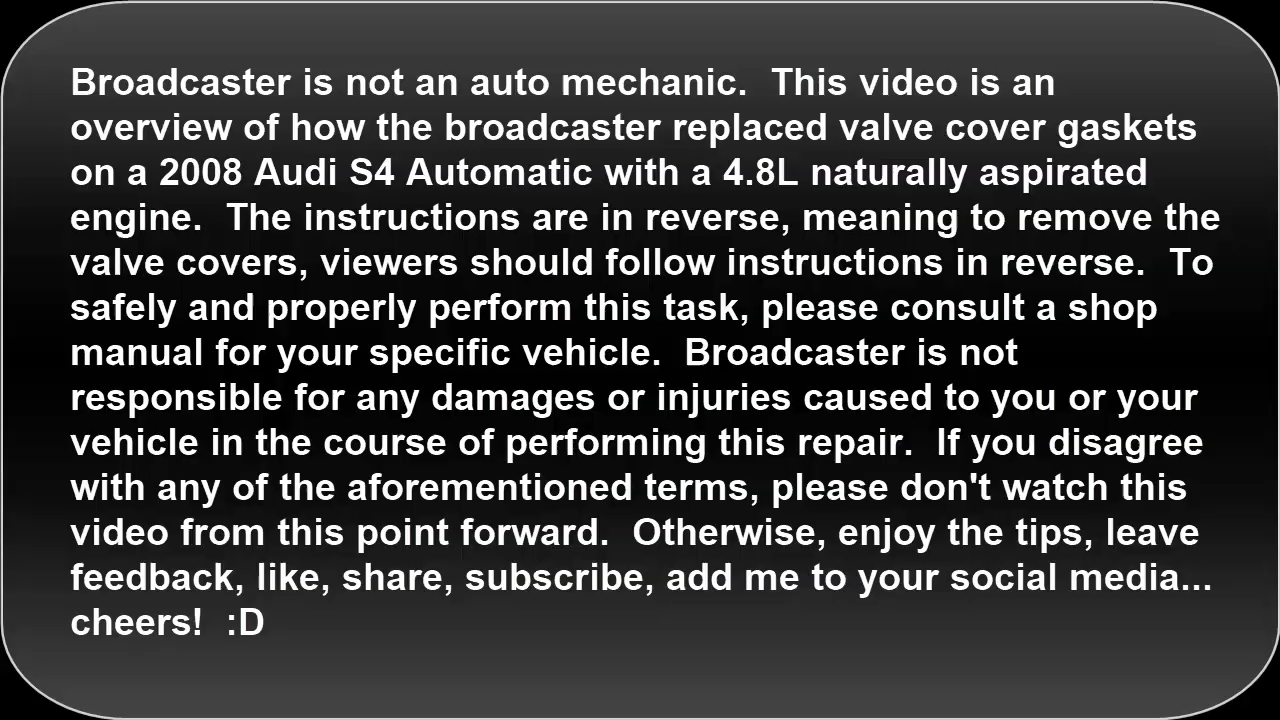 Broadcaster is not an auto mechanic.  This video is an
overview of how the broadcaster replaced valve cover gaskets
on a 2008 Audi S4 Automatic with a 4.8L naturally aspirated
engine.  The instructions are in reverse, meaning to remove the
valve covers, viewers should follow instructions in reverse.  To
safely and properly perform this task, please consult a shop
manual for your specific vehicle.  Broadcaster is not
responsible for any damages or injuries caused to you or your
vehicle in the course of performing this repair.  If you disagree
with any of the aforementioned terms, please don't watch this
video from this point forward.  Otherwise, enjoy the tips, leave
feedback, like, share, subscribe, add me to your social media...
cheers!  :D